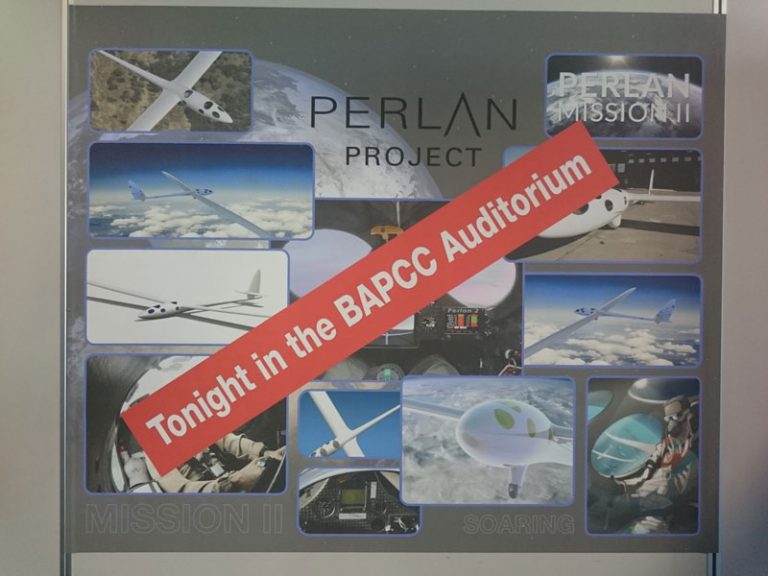 PERLAN
PROJECT
PERLAN
MISSION II
Tonight in the BAPCC Auditorium
Perlan 2
MISSION II
SOARING